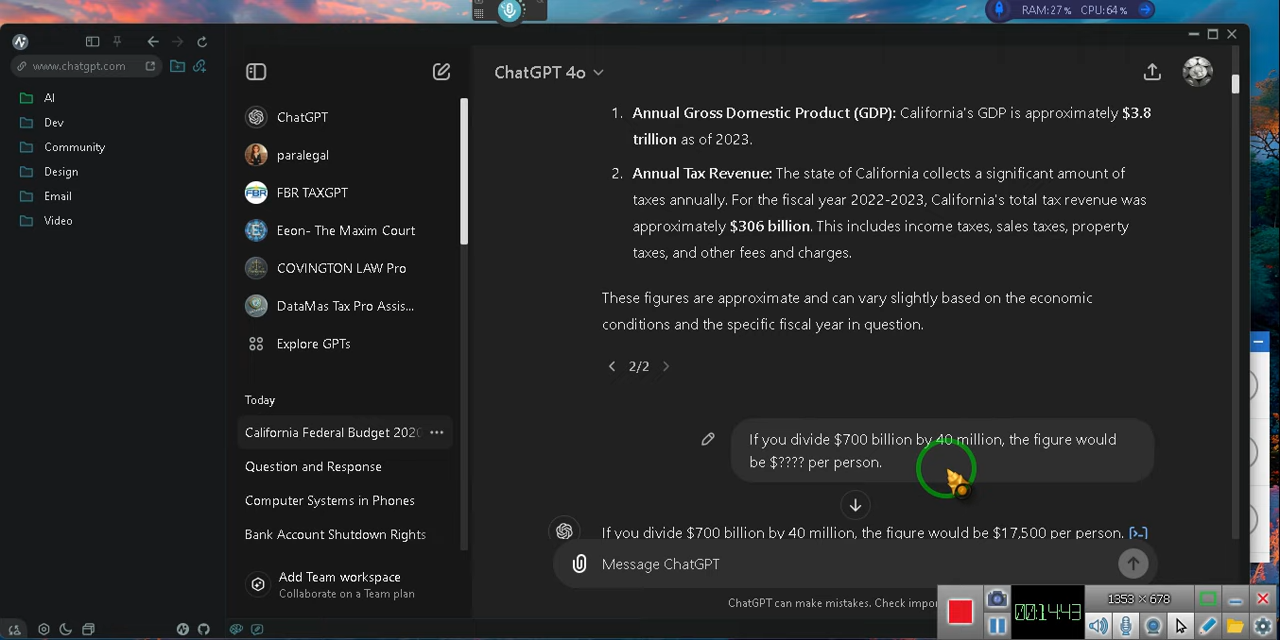 RAM:27% CPU:64%
www.chatgpt.com
AI
Dev
Community
Design
Email
Video
ChatGPT
paralegal
FBR TAXGPT
Eeon- The Maxim Court
COVINGTON LAW Pro
DataMas Tax Pro Assis...
Explore GPTs
Today
California Federal Budget 202
Question and Response
Computer Systems in Phones
Bank Account Shutdown Rights
Add Team workspace
Collaborate on a Team plan
ChatGPT 4o
1. Annual Gross Domestic Product (GDP): California's GDP is approximately $3.8
trillion as of 2023.
2. Annual Tax Revenue: The state of California collects a significant amount of
taxes annually. For the fiscal year 2022-2023, California's total tax revenue was
approximately $306 billion. This includes income taxes, sales taxes, property
taxes, and other fees and charges.
These figures are approximate and can vary slightly based on the economic
conditions and the specific fiscal year in question.
2/2
If you divide $700 billion by 40 million, the figure would
be $???? per person.
If you divide $700 billion by 40 million, the figure would be $17,500 per person. [>-]
Message ChatGPT
ChatGPT can make mistakes. Check impor
00:14:43
1353 × 678